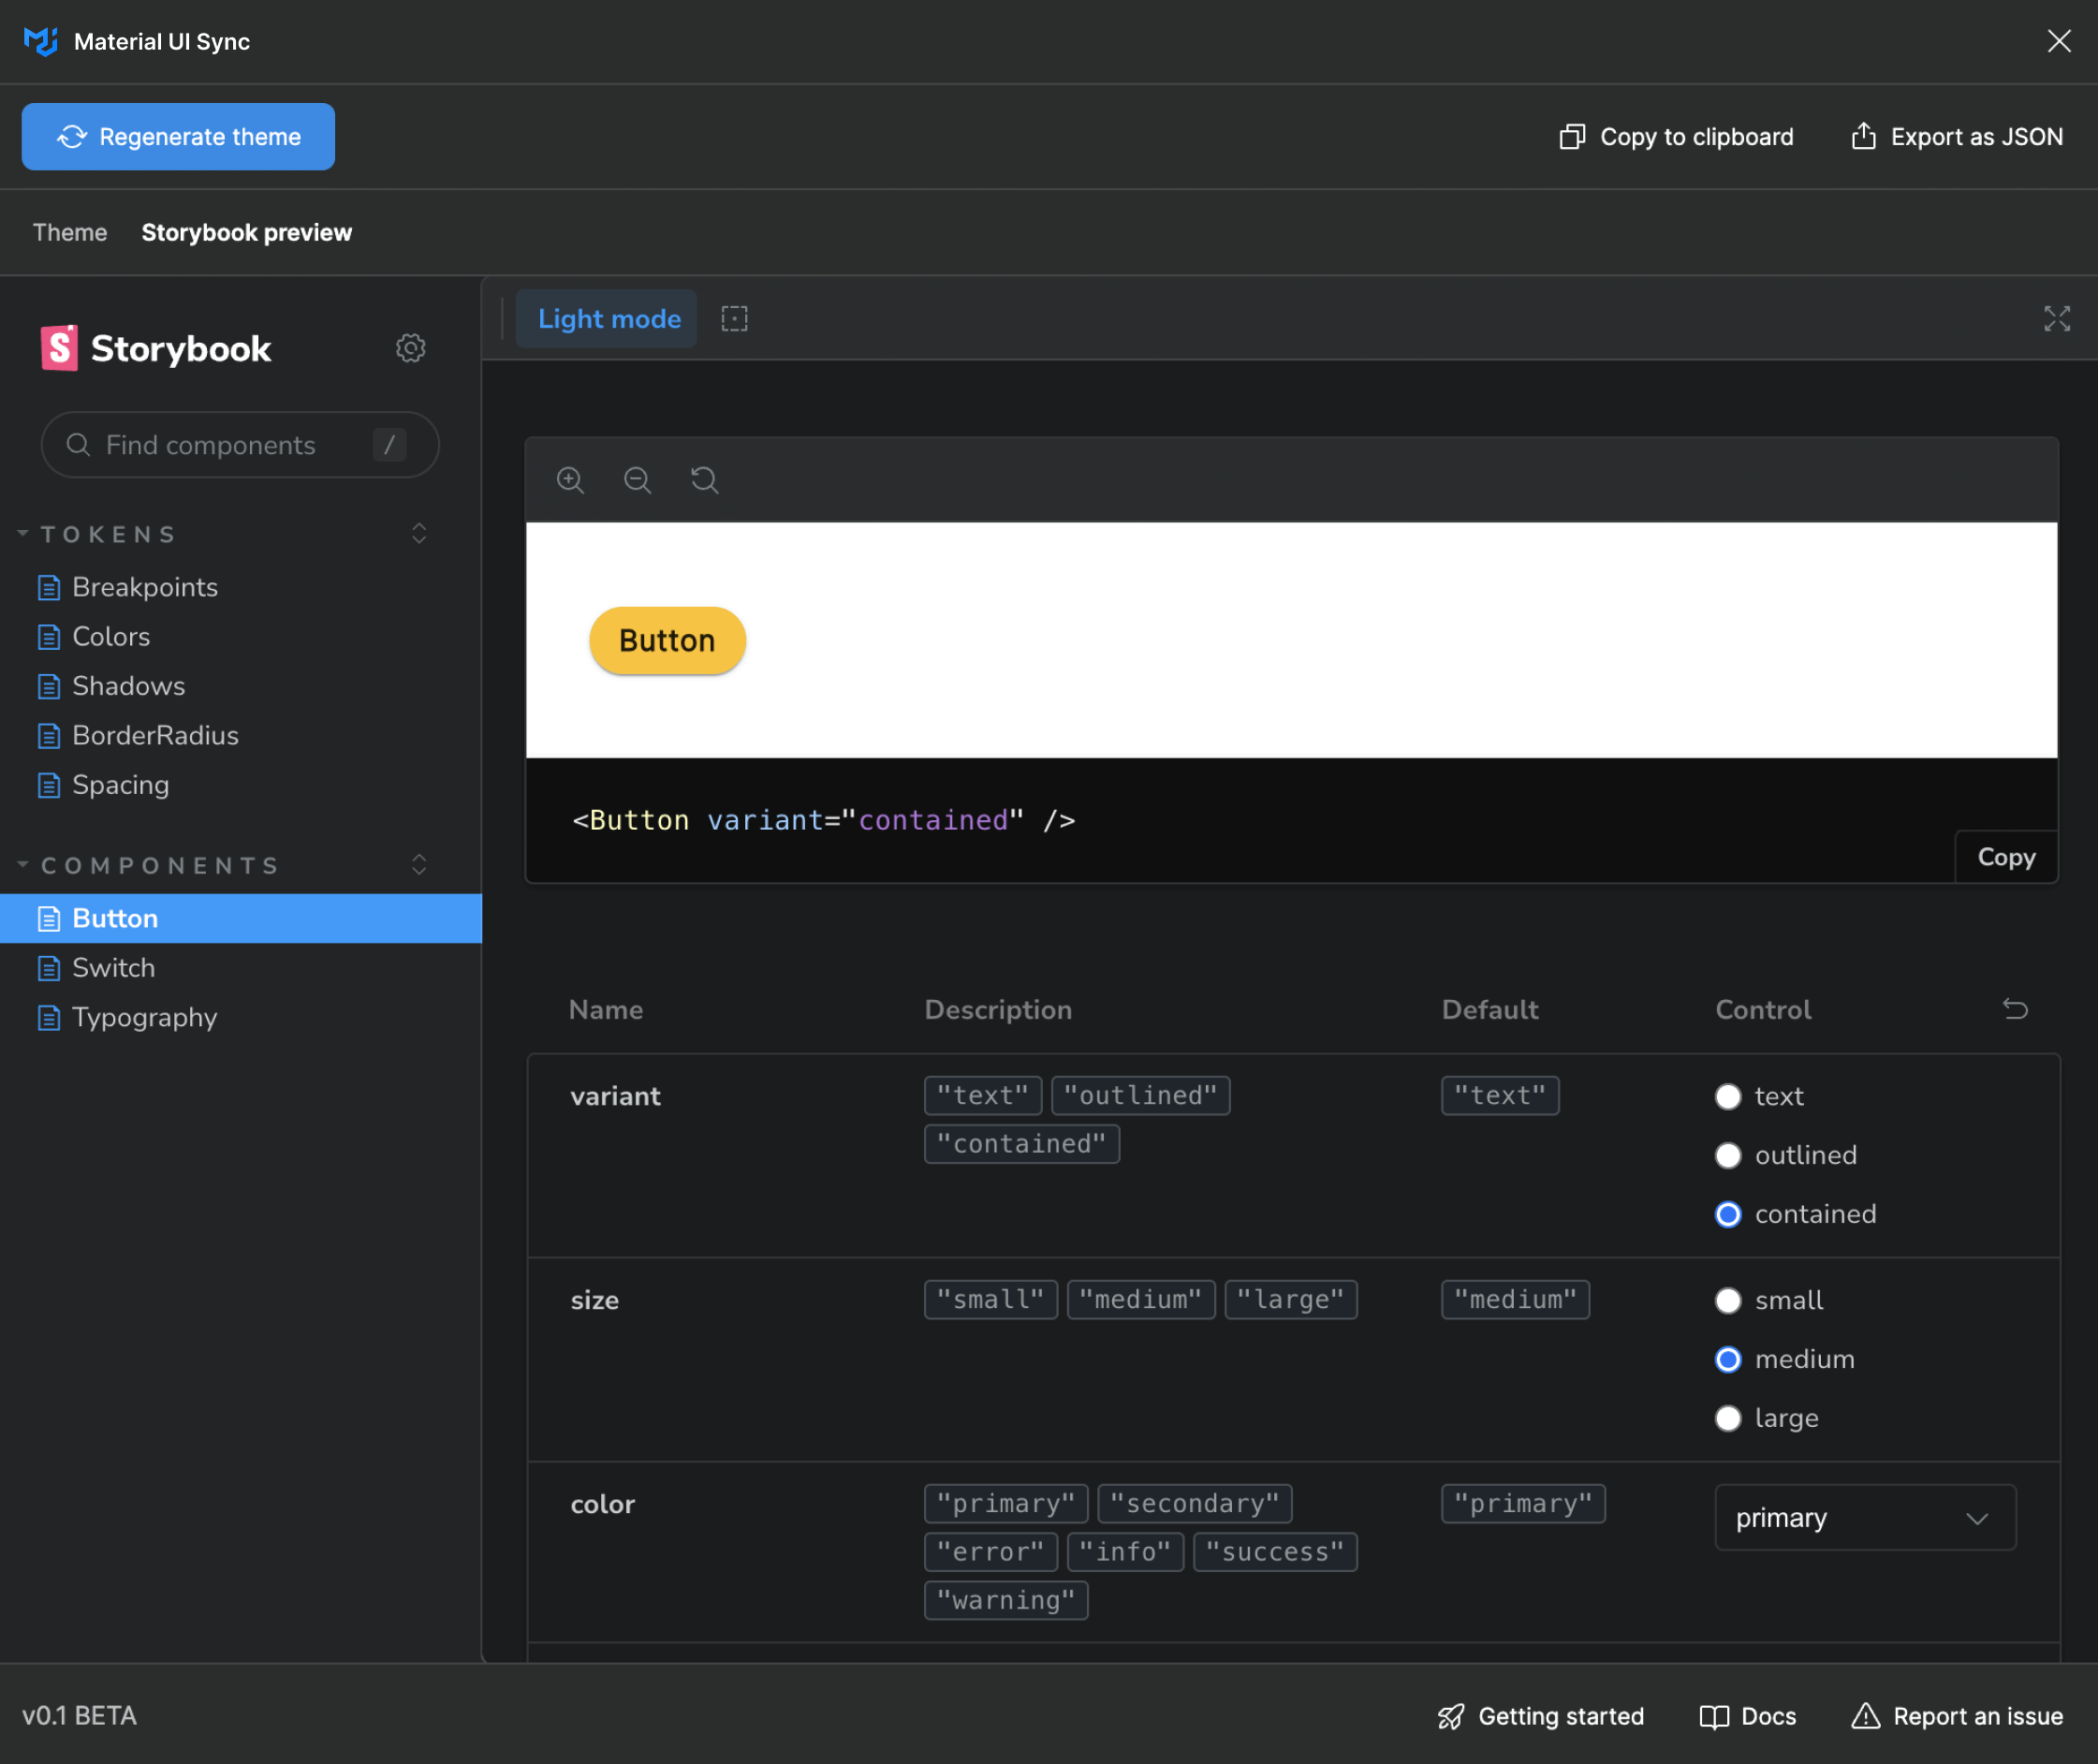 Material UI Sync
Regenerate theme
Copy to clipboard
Export as JSON
Theme
Storybook preview
Storybook
Find components
/
TOKENS
Breakpoints
Colors
Shadows
BorderRadius
Spacing
COMPONENTS
Button
Switch
Typography
Light mode
Button
<Button variant="contained" />
Copy
Name Description Default Control
variant
"text" "outlined"
"contained"
"text"
text
outlined
contained
size
"small" "medium" "large"
"medium"
small
medium
large
color
"primary" "secondary"
"error" "info" "success"
"warning"
"primary"
primary
v0.1 BETA
Getting started
Docs
Report an issue